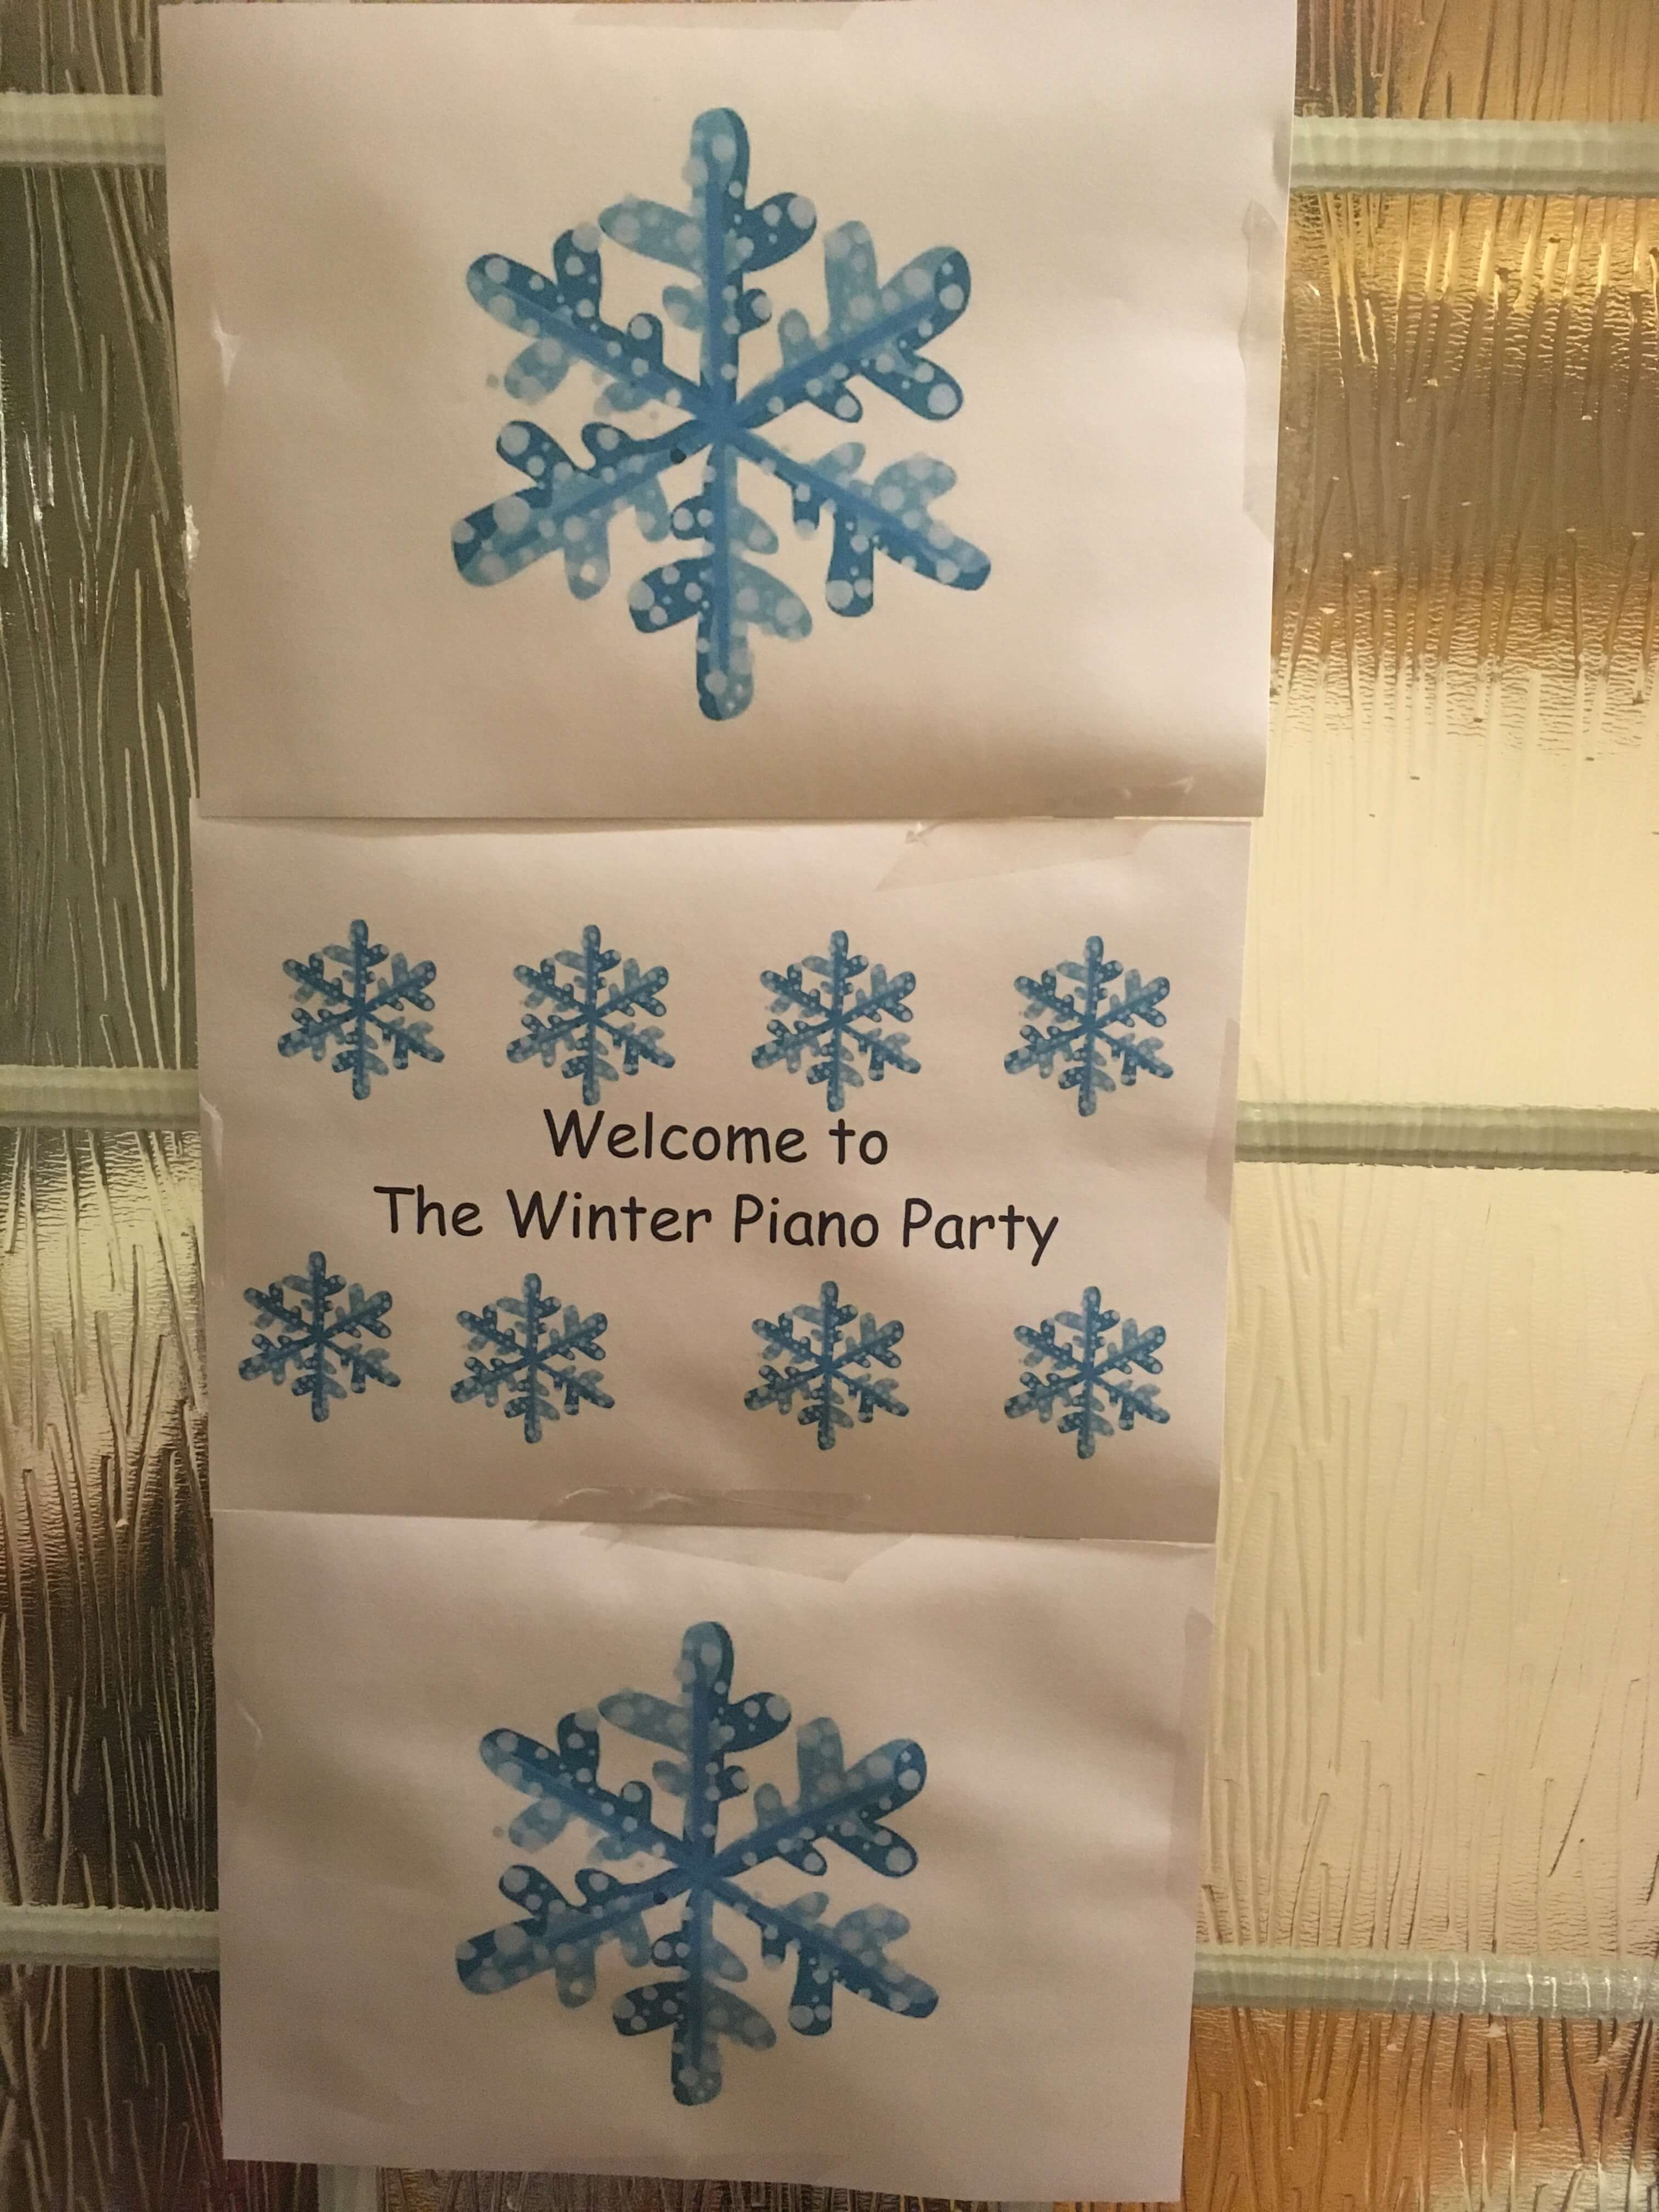 Welcome to
The Winter Piano Party